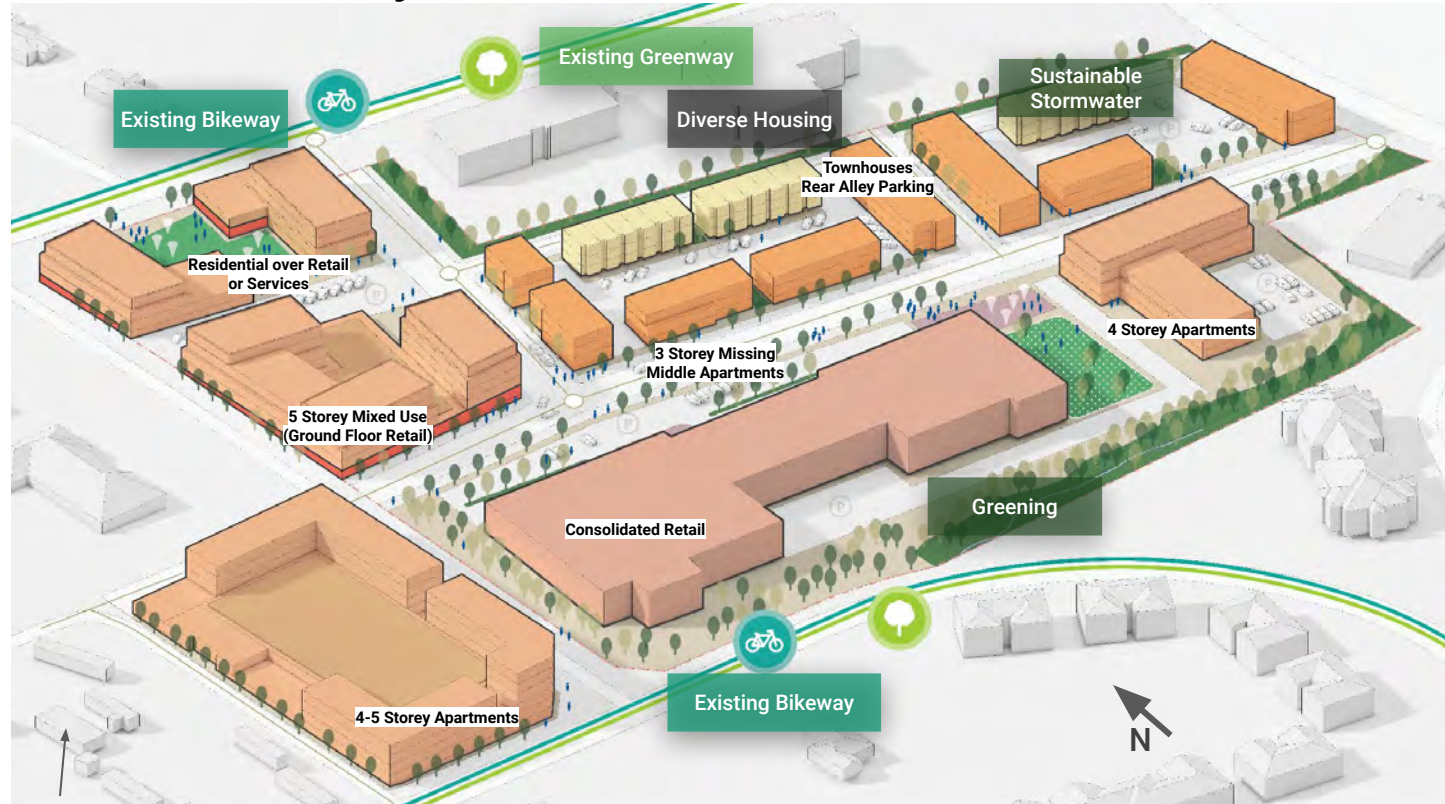 Existing Greenway
Existing Bikeway
Sustainable
Stormwater
Diverse Housing
Townhouses
Rear Alley Parking
P
Residential over Retail
or Services
P
P
4 Storey Apartments
3 Storey Missing
Middle Apartments
5 Storey Mixed Use
(Ground Floor Retail)
P
P
Greening
Consolidated Retail
Existing Bikeway
4-5 Storey Apartments
N